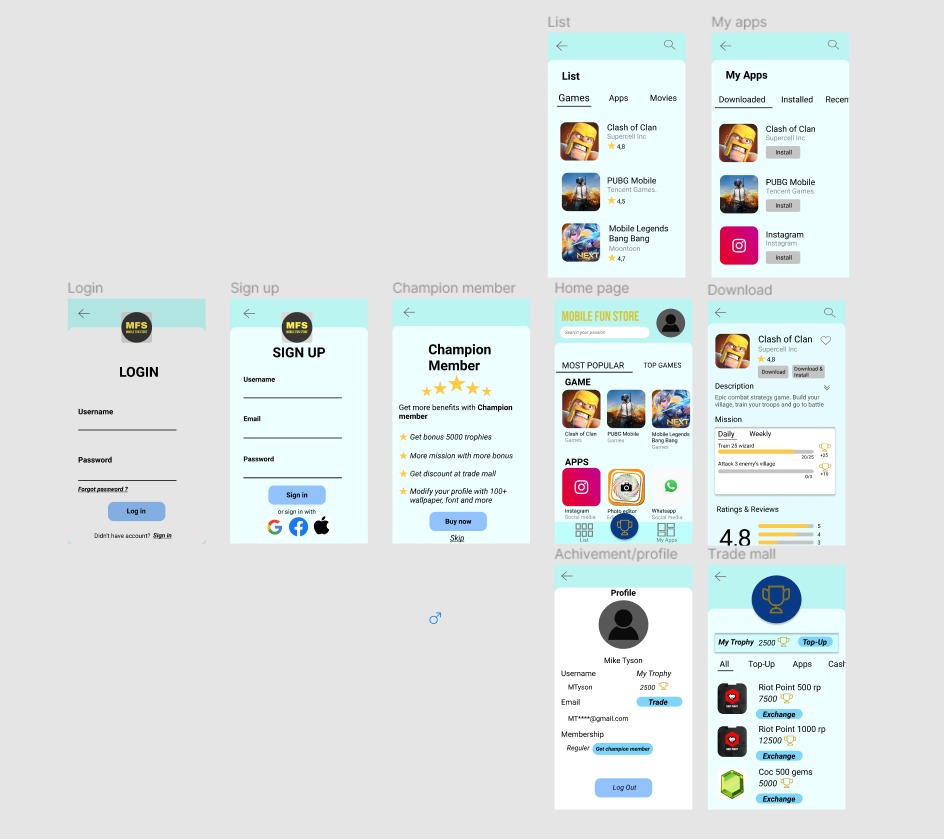 List
My apps
List
Games Apps Movies
Clash of Clan
Supercell Inc
4,8
PUBG Mobile
Tencent Games.
4,5
Mobile Legends
Bang Bang
Moontoon
4,7
NEXT
My Apps
Downloaded Installed Recen
Clash of Clan
Supercell Inc
Install
PUBG Mobile
Tencent Games.
Install
Instagram
Instagram
Install
Login
MFS
MOBILE FUN STORE
LOGIN
Username
Password
Forgot password ?
Log in
Didn't have account? Sign in
Sign up
MFS
MOBILE FUN STORE
SIGN UP
Username
Email
Password
Sign in
or sign in with
Champion member
Champion
Member
Get more benefits with Champion
member
Get bonus 5000 trophies
More mission with more bonus
Get discount at trade mall
Modify your profile with 100+
wallpaper, font and more
Buy now
Skip
Home page
MOBILE FUN STORE
Search your passion
MOST POPULAR TOP GAMES
GAME
NEXT
Clash of Clan
Games
PUBG Mobile
Games
Mobile Legends
Bang Bang
Games
APPS
Instagram
Social media
Photo editor
Whatsapp
Social media
List
My Apps
Download
Clash of Clan
Supercell Inc
4,8
Download
Download &
Install
Description
Epic combat strategy game. Build your
village, train your troops and go to battle
Mission
Daily Weekly
Train 25 wizard
20/25
+25
Attack 3 enemy's village
0/3
+10
Ratings & Reviews
4.8
5
4
3
Achivement/profile
Profile
Mike Tyson
Username My Trophy
MTyson 2500
Email Trade
MT****@gmail.com
Membership
Reguler Get champion member
Log Out
Trade mall
My Trophy 2500 Top-Up
All Top-Up Apps Cash
Riot Point 500 rp
7500
Exchange
Riot Point 1000 rp
12500
Exchange
Coc 500 gems
5000
Exchange